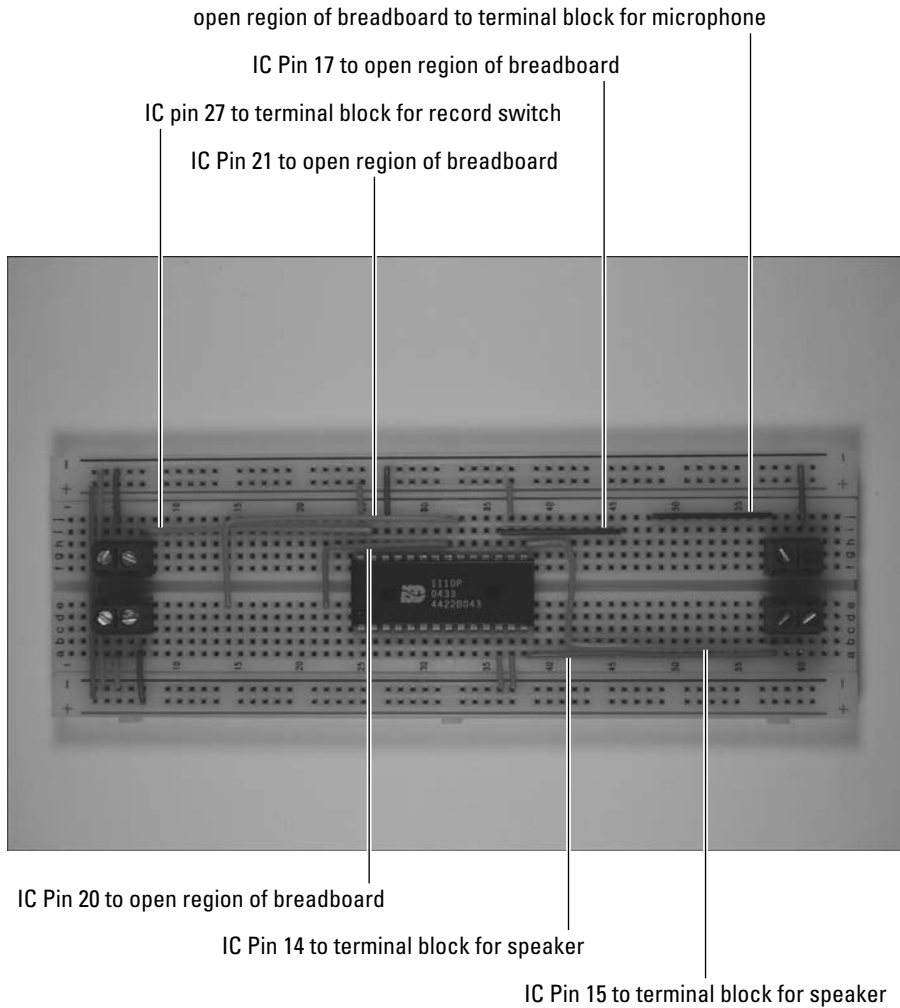 open region of breadboard to terminal block for microphone
IC Pin 17 to open region of breadboard
IC pin 27 to terminal block for record switch
IC Pin 21 to open region of breadboard
1110P
0433
4422B043
IC Pin 20 to open region of breadboard
IC Pin 14 to terminal block for speaker
IC Pin 15 to terminal block for speaker